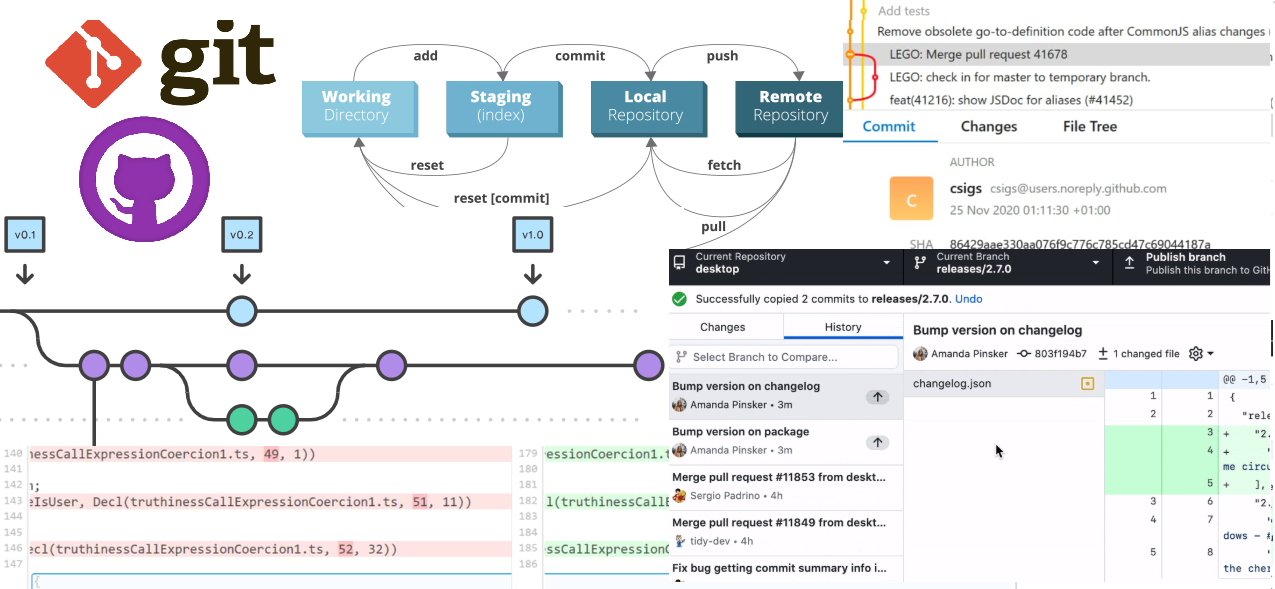 git
add
commit
push
Working
Directory
Staging
(index)
Local
Repository
Remote
Repository
reset
fetch
reset [commit]
pull
v0.1
v0.2
v1.0
Add tests
Remove obsolete go-to-definition code after CommonJS alias changes
LEGO: Merge pull request 41678
LEGO: check in for master to temporary branch.
feat(41216): show JSDoc for aliases (#41452)
Commit
Changes
File Tree
AUTHOR
C
csigs csigs@users.noreply.github.com
25 Nov 2020 01:11:30 +01:00
SHA 86429aae330aa076f9c776c785cd47c69044187a
Current Repository
desktop
Current Branch
releases/2.7.0
Publish branch
Publish this branch to GitH
Successfully copied 2 commits to releases/2.7.0. Undo
Changes
History
Select Branch to Compare...
Bump version on changelog
Amanda Pinsker • 3m
Bump version on package
Amanda Pinsker • 3m
Merge pull request #11853 from deskt...
Sergio Padrino • 4h
Merge pull request #11849 from deskt...
tidy-dev • 4h
Fix bug getting commit summary info i...
Bump version on changelog
Amanda Pinsker 803f194b7 1 changed file
changelog.json
@@ -1,5
1 1 {
2 2 "rele
3 + "2.
4 +
me circu
5 + ],
3 6 "2.
4 7
dows – #
5 8
the cher
140 essCallExpressionCoercion1.ts, 49, 1))
141
142 ;
143 eIsUser, Decl(truthinessCallExpressionCoercion1.ts, 51, 11))
144
145
146 ecl(truthinessCallExpressionCoercion1.ts, 52, 32))
147
{
179 essionCoercion1.t
180
181
182 l(truthinessCallE
183
184
185 ssCallExpressionC
186